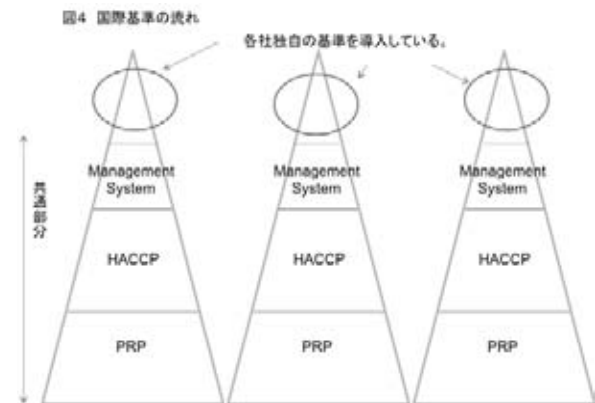 図4 国際基準の流れ
各社独自の基準を導入している。
共通部分
Management
System
Management
System
Management
System
HACCP
HACCP
HACCP
PRP
PRP
PRP